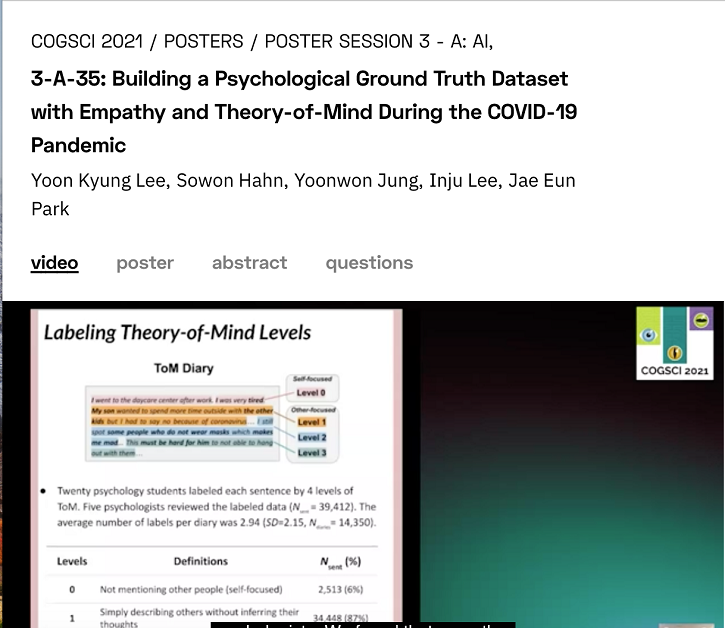 COGSCI 2021 / POSTERS / POSTER SESSION 3 - A: AI,
3-A-35: Building a Psychological Ground Truth Dataset
with Empathy and Theory-of-Mind During the COVID-19
Pandemic
Yoon Kyung Lee, Sowon Hahn, Yoonwon Jung, Inju Lee, Jae Eun
Park
video poster abstract questions
Labeling Theory-of-Mind Levels
ToM Diary
I went to the daycare center after work. I was very tired.
My son wanted to spend more time outside with the other
kids but I had to say no because of coronavirus... I still
spot some people who do not wear masks which makes
me mad... This must be hard for him to not able to hang
out with them...
Self-focused
Level 0
Other-focused
Level 1
Level 2
Level 3
• Twenty psychology students labeled each sentence by 4 levels of
ToM. Five psychologists reviewed the labeled data (N = 39,412). The
average number of labels per diary was 2.94 (SD=2.15, N = 14,350).
Levels Definitions Nsent (%)
0 Not mentioning other people (self-focused) 2,513 (6%)
1 Simply describing others without inferring their 34,448 (87%)
thoughts
COGSCI 2021